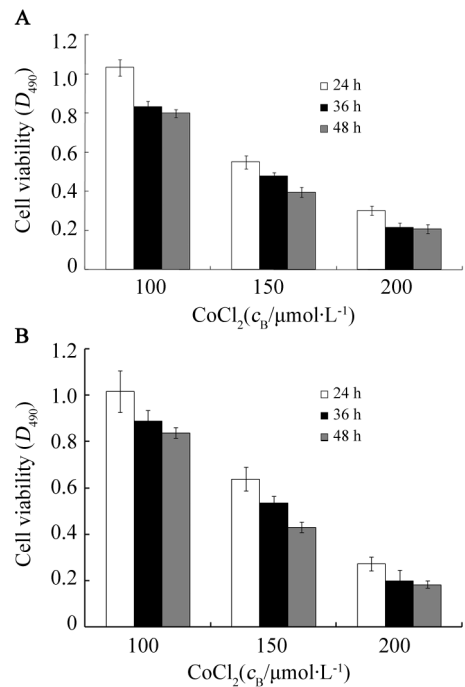 A
Cell viability (D490)
1.2
1.0
0.8
0.6
0.4
0.2
0
24 h
36 h
48 h
100 150 200
CoCl2(cB/μmol·L-1)
B
Cell viability (D490)
1.2
1.0
0.8
0.6
0.4
0.2
0
24 h
36 h
48 h
100 150 200
CoCl2(cB/μmol·L-1)